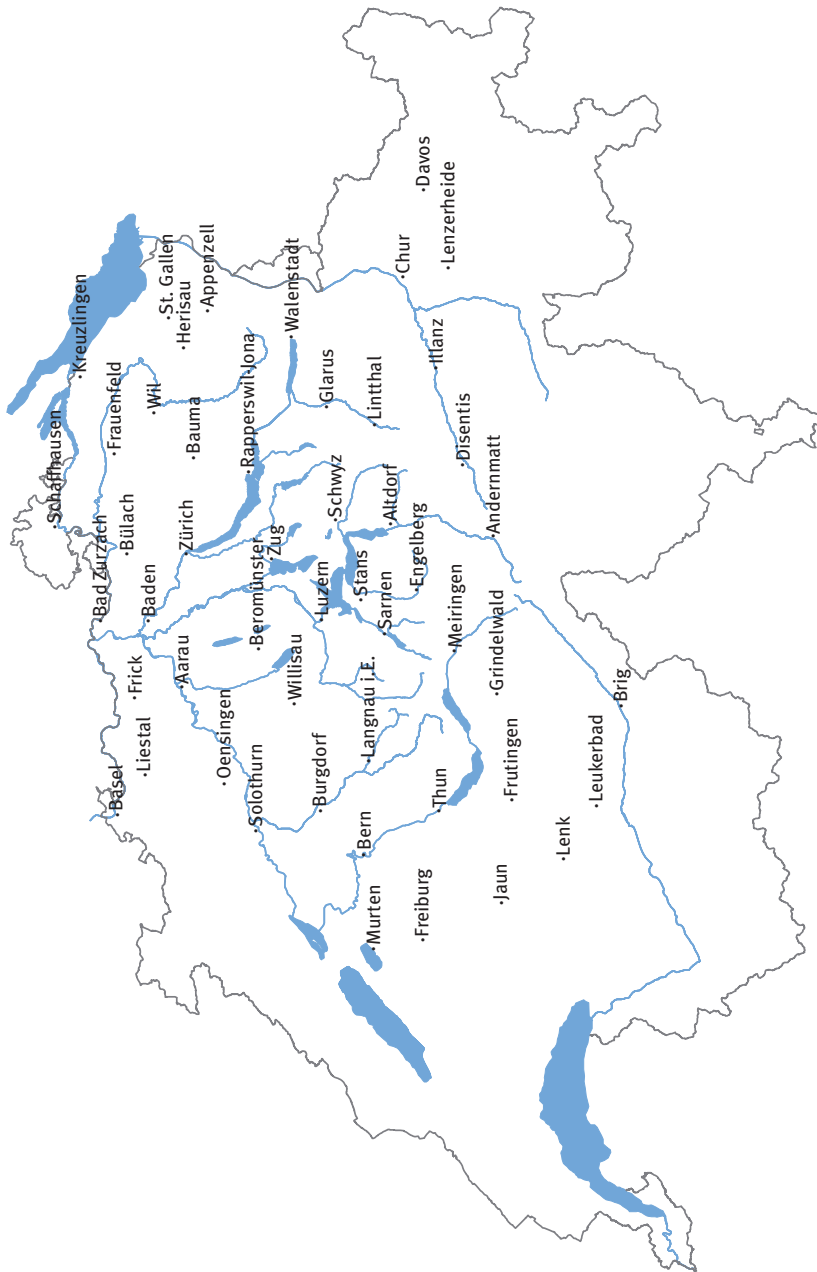 Schaffhausen
Kreuzlingen
Basel
Bad Zurzach
Frauenfeld
Bülach
Frick
Liestal
Baden
Wil
St. Gallen
Herisau
Appenzell
Aarau
Zürich
Bauma
Oensingen
Solothurn
Beromünster
Zug
Rapperswil-Jona
Walenstadt
Willisau
Burgdorf
Luzern
Schwyz
Glarus
Langnau i.E.
Bern
Stans
Sarnen
Altdorf
Linthal
Murten
Engelberg
Chur
Freiburg
Thun
Meiringen
Illanz
Davos
Lenzerheide
Disentis
Andermatt
Grindelwald
Frutingen
Jaun
Lenk
Leukerbad
Brig